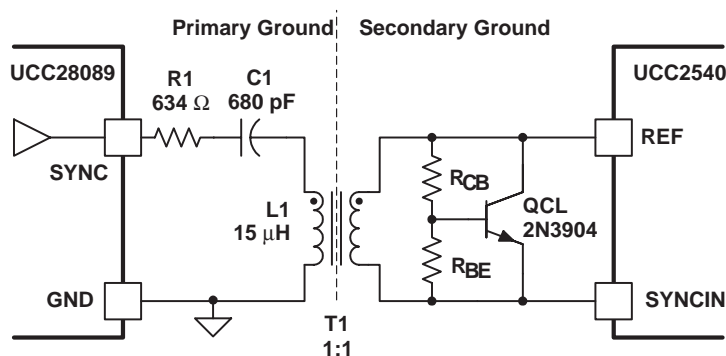 Primary Ground
Secondary Ground
UCC28089
R1
634 Ω
C1
680 pF
UCC2540
SYNC
REF
L1
15 μH
RCB
QCL
2N3904
RBE
GND
SYNCIN
T1
1:1